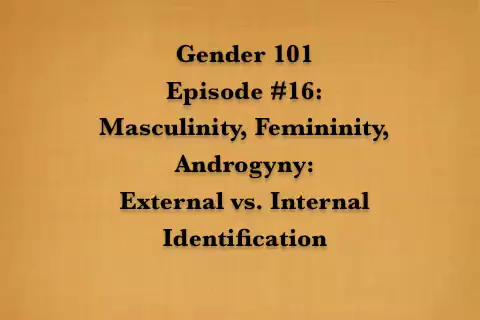 Gender 101
Episode #16:
Masculinity, Femininity,
Androgyny:
External vs. Internal
Identification